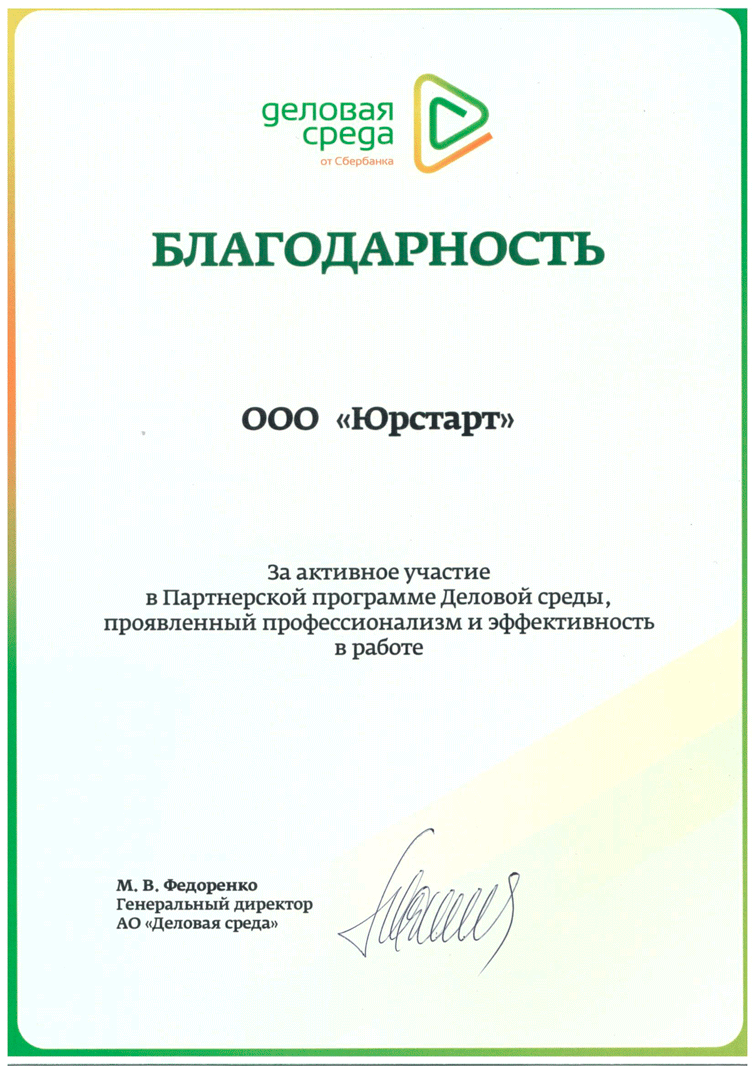 деловая
среда
от Сбербанка
БЛАГОДАРНОСТЬ
ООО «Юрстарт»
За активное участие
в Партнерской программе Деловой среды,
проявленный профессионализм и эффективность
в работе
М. В. Федоренко
Генеральный директор
АО «Деловая среда»